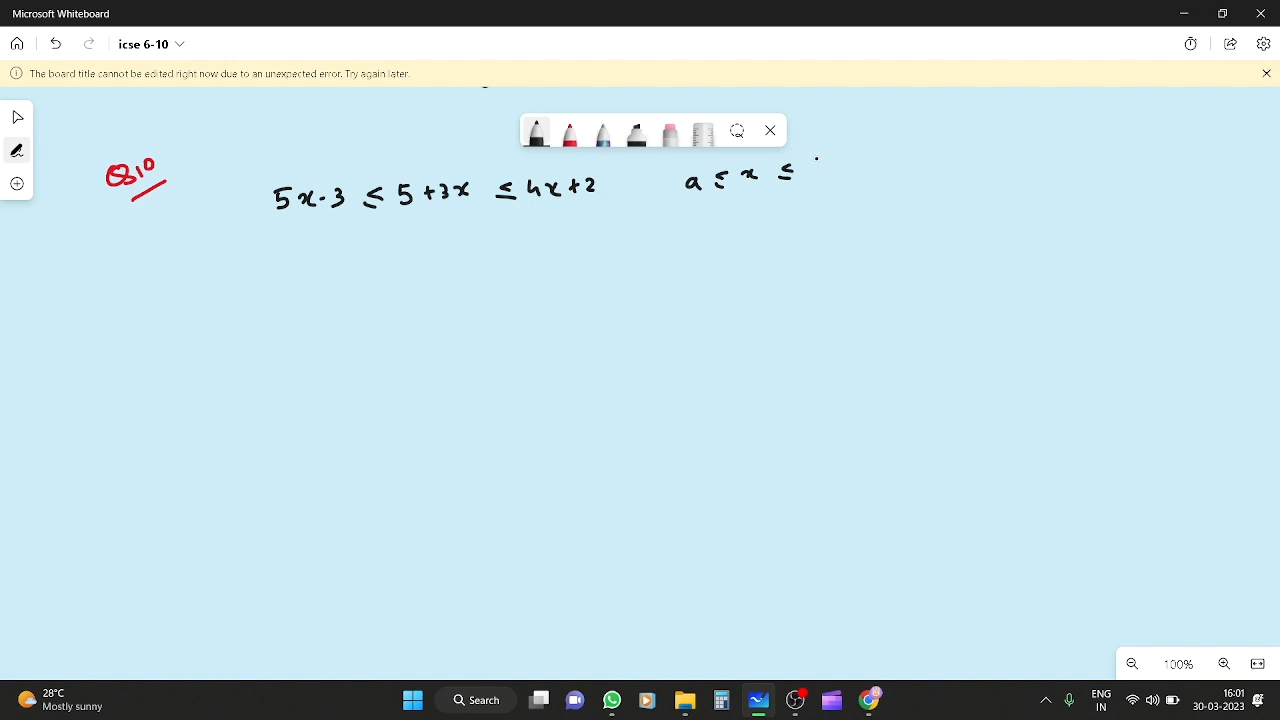 Microsoft Whiteboard
icse 6-10
The board title cannot be edited right now due to an unexpected error. Try again later.
Qs10
5x-3 ≤ 5+3x ≤ 4x+2 a ≤ x ≤
100%
28°C
Mostly sunny
Search
ENG
IN
16:01
30-03-2023